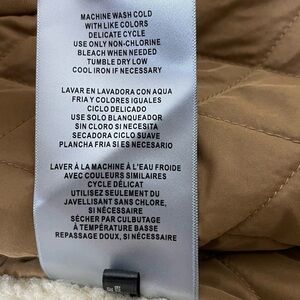 MACHINE WASH COLD
WITH LIKE COLORS
DELICATE CYCLE
USE ONLY NON-CHLORINE
BLEACH WHEN NEEDED
TUMBLE DRY LOW
COOL IRON IF NECESSARY
LAVAR EN LAVADORA CON AQUA
FRIA Y COLORES IGUALES
CICLO DELICADO
USE SOLO BLANQUEADOR
SIN CLORO SI NECESITA
SECADORA CICLO SUAVE
PLANCHA FRIA SI ES NECESARIO
LAVER À LA MACHINE À L'EAU FROIDE
AVEC COULEURS SIMILAIRES
CYCLE DÉLICAT
UTILISEZ SEULEMENT DU
JAVELLISANT SANS CHLORE,
SI NÉCESSAIRE
SÉCHER PAR CULBUTAGE
À TEMPÉRATURE BASSE
REPASSAGE DOUX, SI NÉCESSAIRE